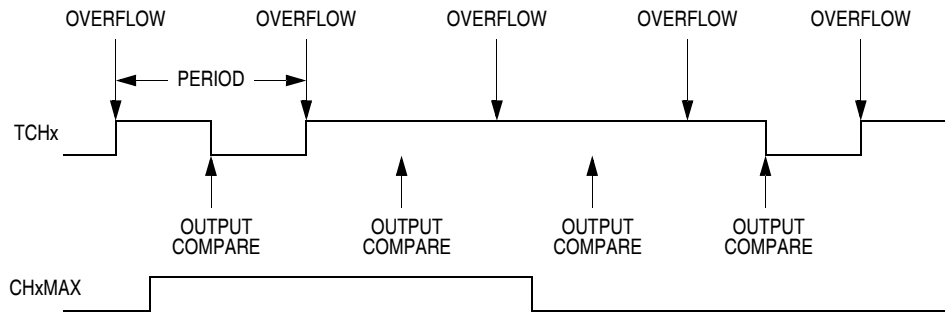 OVERFLOW OVERFLOW OVERFLOW OVERFLOW OVERFLOW
PERIOD
TCHx
OUTPUT COMPARE
OUTPUT COMPARE
OUTPUT COMPARE
OUTPUT COMPARE
CHxMAX